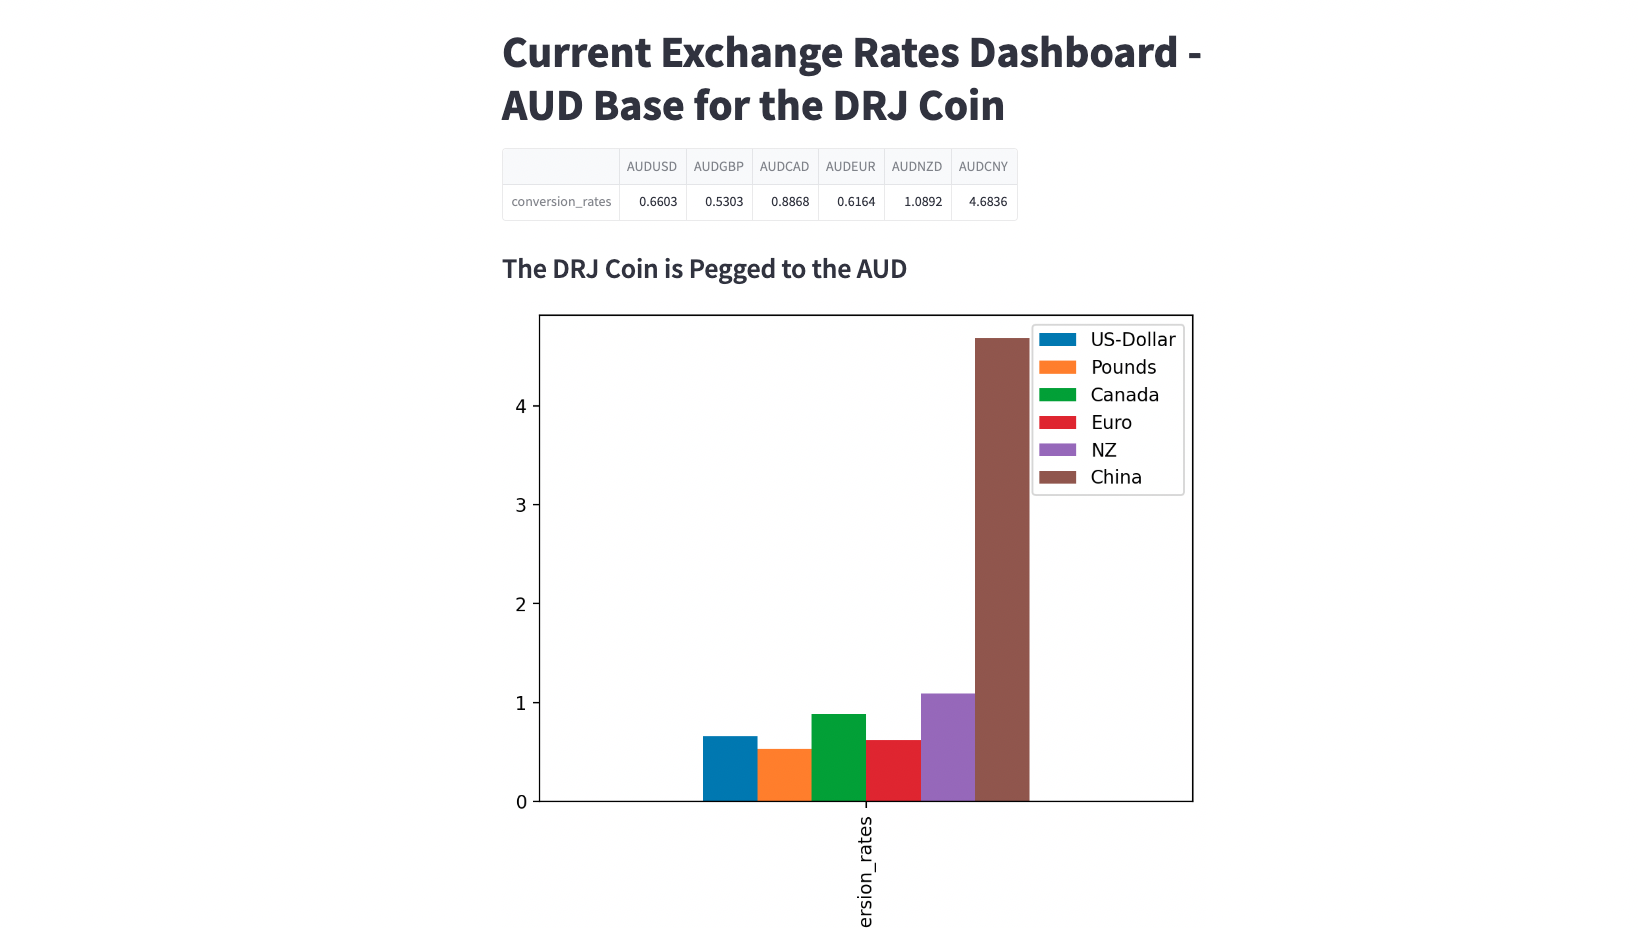 Current Exchange Rates Dashboard -
AUD Base for the DRJ Coin
AUDUSD AUDGBP AUDCAD AUDEUR AUDNZD AUDCNY
conversion_rates 0.6603 0.5303 0.8868 0.6164 1.0892 4.6836
The DRJ Coin is Pegged to the AUD
US-Dollar
Pounds
Canada
Euro
NZ
China
4
3
2
1
0
ersion_rates